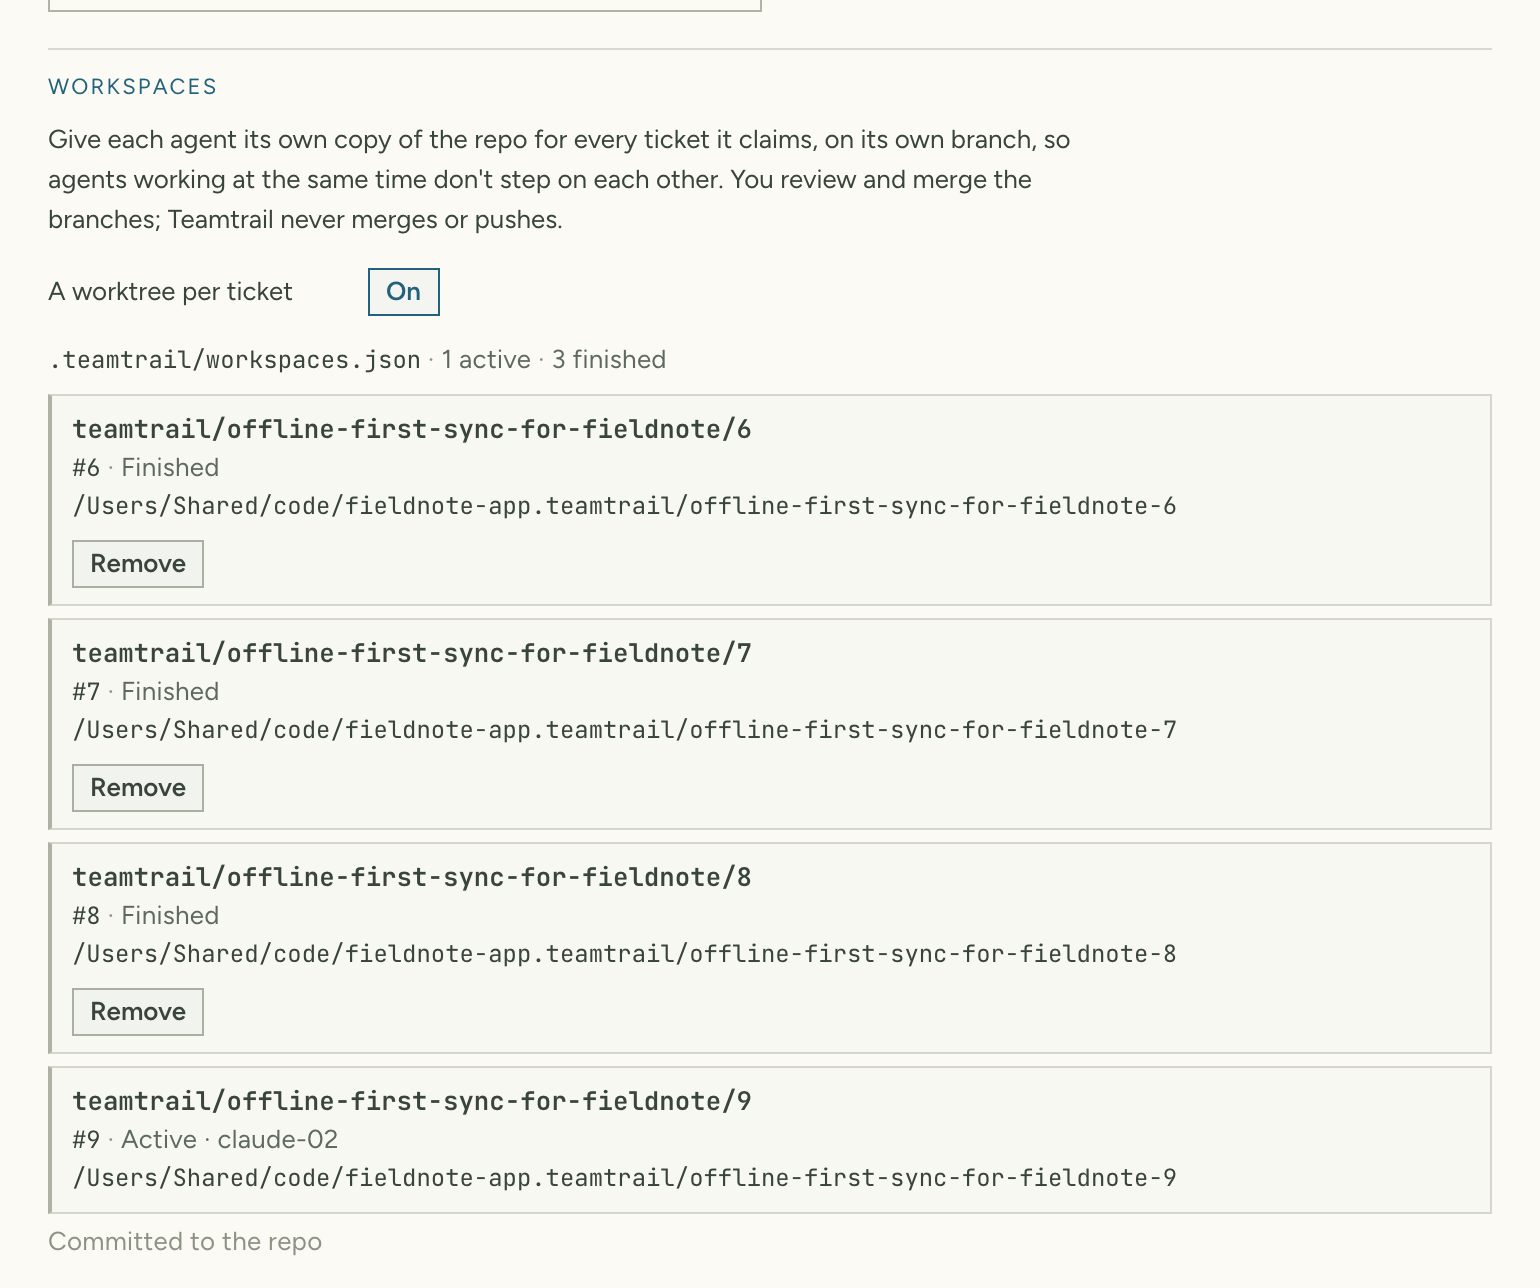 WORKSPACES
Give each agent its own copy of the repo for every ticket it claims, on its own branch, so
agents working at the same time don't step on each other. You review and merge the
branches; Teamtrail never merges or pushes.
A worktree per ticket On
.teamtrail/workspaces.json · 1 active · 3 finished
teamtrail/offline-first-sync-for-fieldnote/6
#6 · Finished
/Users/Shared/code/fieldnote-app.teamtrail/offline-first-sync-for-fieldnote-6
Remove
teamtrail/offline-first-sync-for-fieldnote/7
#7 · Finished
/Users/Shared/code/fieldnote-app.teamtrail/offline-first-sync-for-fieldnote-7
Remove
teamtrail/offline-first-sync-for-fieldnote/8
#8 · Finished
/Users/Shared/code/fieldnote-app.teamtrail/offline-first-sync-for-fieldnote-8
Remove
teamtrail/offline-first-sync-for-fieldnote/9
#9 · Active · claude-02
/Users/Shared/code/fieldnote-app.teamtrail/offline-first-sync-for-fieldnote-9
Committed to the repo